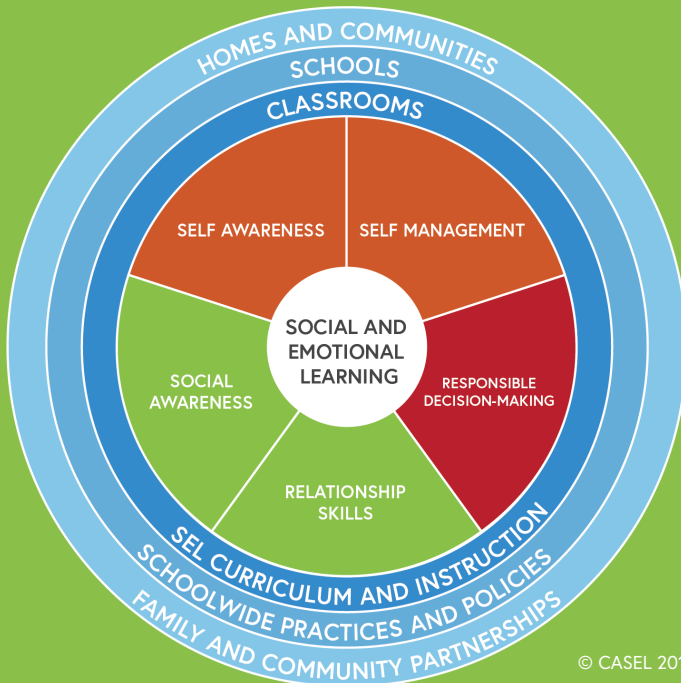 HOMES AND COMMUNITIES
SCHOOLS
CLASSROOMS
SELF AWARENESS
SELF MANAGEMENT
SOCIAL AND
EMOTIONAL
LEARNING
SOCIAL
AWARENESS
RESPONSIBLE
DECISION-MAKING
RELATIONSHIP
SKILLS
SEL CURRICULUM AND INSTRUCTION
SCHOOLWIDE PRACTICES AND POLICIES
FAMILY AND COMMUNITY PARTNERSHIPS
© CASEL